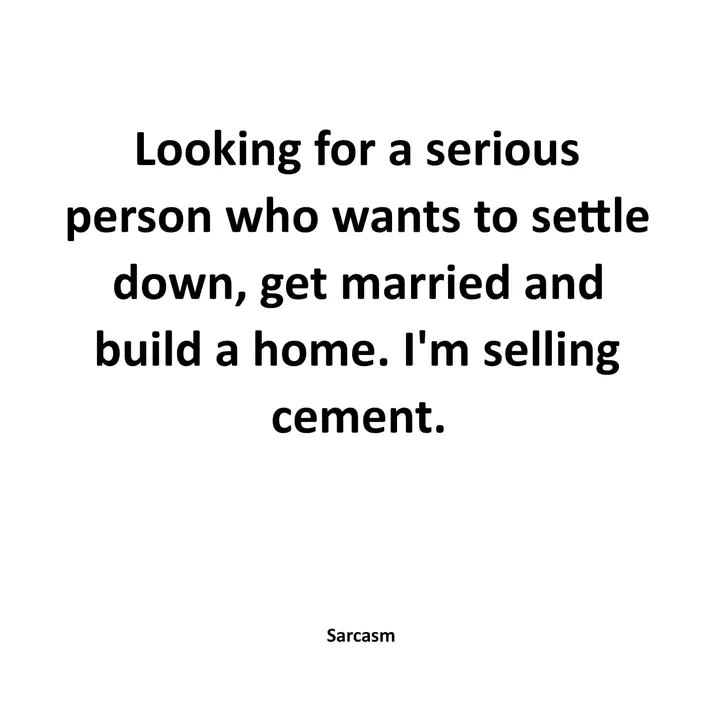 Looking for a serious
person who wants to settle
down, get married and
build a home. I'm selling
cement.
Sarcasm